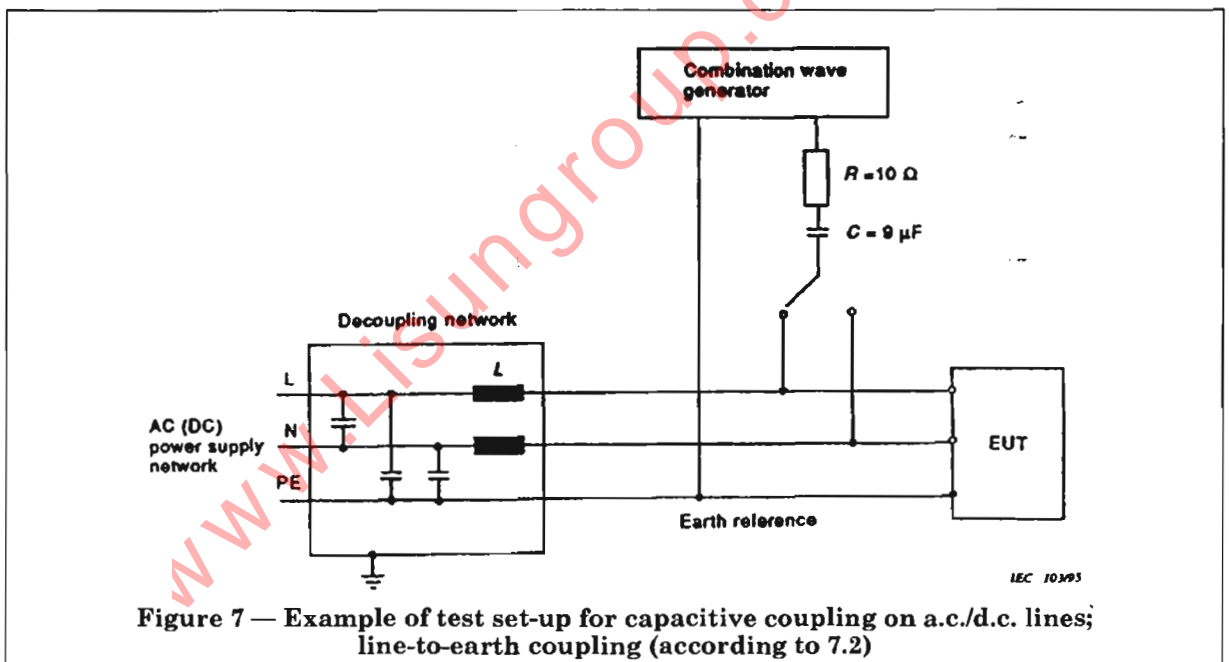 Combination wave
generator
R = 10 Ω
C = 9 µF
Decoupling network
L
L
AC (DC)
power supply
network
N
PE
EUT
Earth reference
IEC 103/95
Figure 7 — Example of test set-up for capacitive coupling on a.c./d.c. lines;
line-to-earth coupling (according to 7.2)
www.Lisungroup.c